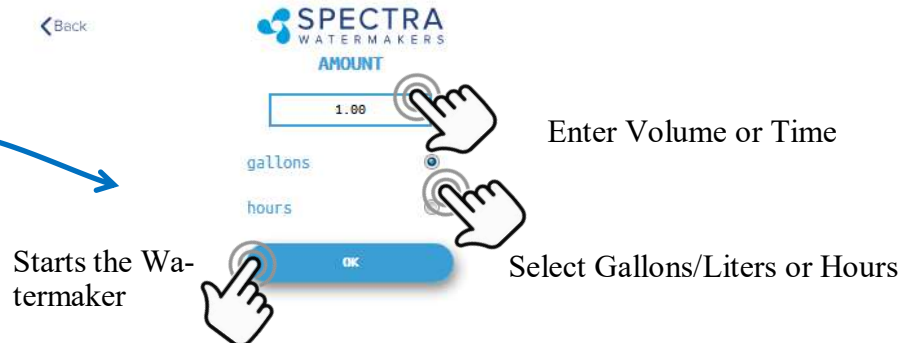 Back
SPECTRA
WATERMAKERS
AMOUNT
1.00
Enter Volume or Time
gallons
hours
Starts the Wa-
termaker
OK
Select Gallons/Liters or Hours